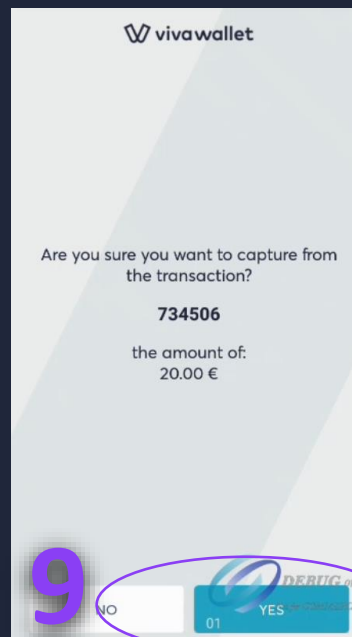 vivawallet
Are you sure you want to capture from
the transaction?
734506
the amount of:
20.00 €
9
NO
YES
01
DEBUG